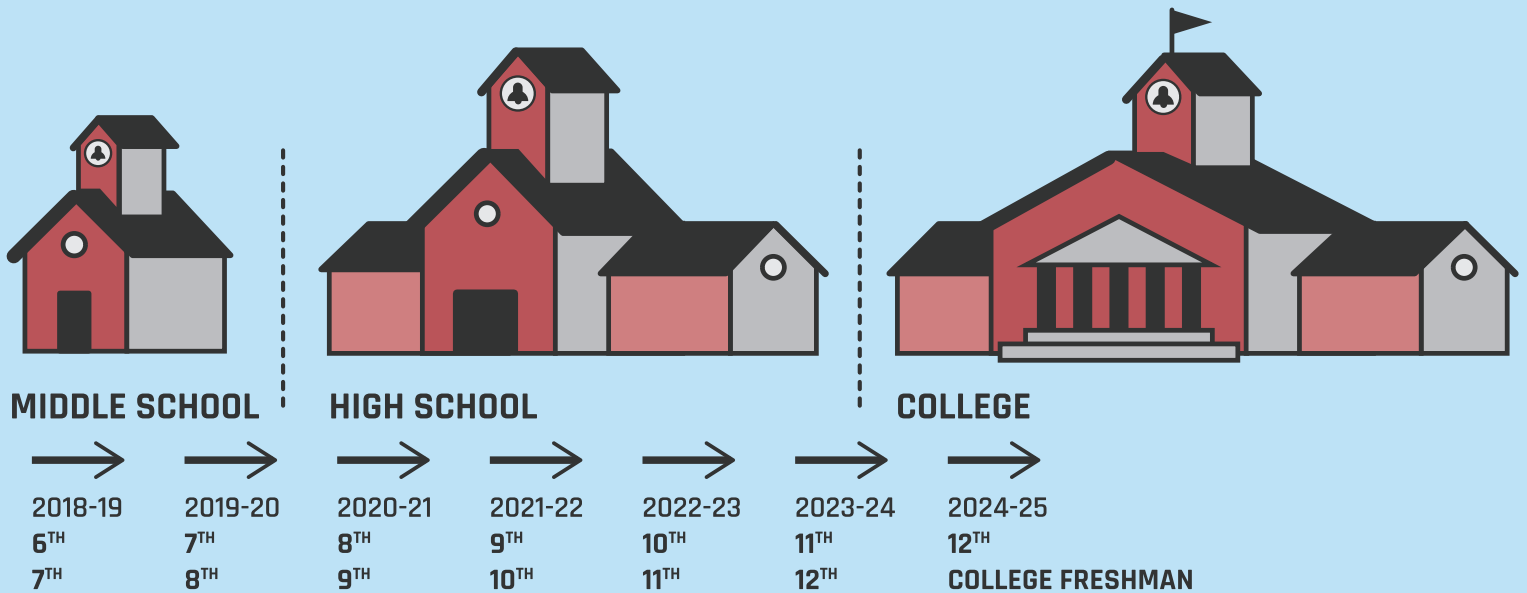 MIDDLE SCHOOL HIGH SCHOOL COLLEGE
2018-19 2019-20 2020-21 2021-22 2022-23 2023-24 2024-25
6TH 7TH 8TH 9TH 10TH 11TH 12TH
7TH 8TH 9TH 10TH 11TH 12TH COLLEGE FRESHMAN